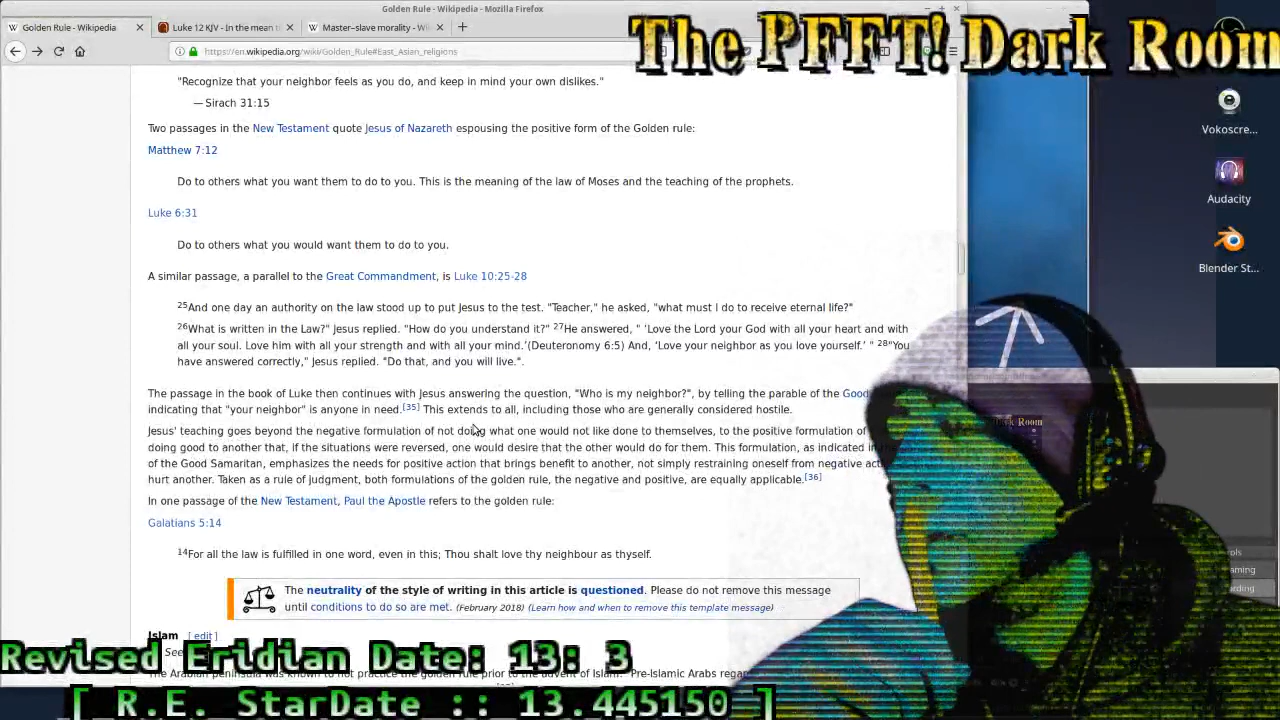 Golden Rule - Wikipedia - Mozilla Firefox
Golden Rule - Wikipedia
Luke 12 KJV - "mean
Master–slave morality - Wi
The PFFT! Dark Room
https://en.wikipedia.org/wiki/Golden_Rule#East_Asian_religions
"Recognize that your neighbor feels as you do, and keep in mind your own dislikes."
— Sirach 31:15
Vokoscre...
Two passages in the New Testament quote Jesus of Nazareth espousing the positive form of the Golden rule:
Matthew 7:12
Do to others what you want them to do to you. This is the meaning of the law of Moses and the teaching of the prophets.
Audacity
Luke 6:31
Do to others what you would want them to do to you.
Blender St...
A similar passage, a parallel to the Great Commandment, is Luke 10:25-28
25And one day an authority on the law stood up to put Jesus to the test. "Teacher," he asked, "what must I do to receive eternal life?"
26What is written in the Law?" Jesus replied. "How do you understand it?" 27He answered, " ‘Love the Lord your God with all your heart and with
all your soul. Love him with all your strength and with all your mind.’(Deuteronomy 6:5) And, ‘Love your neighbor as you love yourself.’ " 28"You
have answered correctly," Jesus replied. "Do that, and you will live.".
The passage in the book of Luke then continues with Jesus answering the question, "Who is my neighbor?", by telling the parable of the Good
indicating that "your neighbor" is anyone in need.[35] This extends to all, including those who are generally considered hostile.
Dark Room
Jesus' teaching goes beyond the negative formulation of not doing what one would not like done to themselves, to the positive formulation of
good to another that, if the situations were reversed, one would desire that the other would do for them. This formulation, as indicated in
of the Good Samaritan, emphasises the needs for positive action that brings benefit to another, not simply restraining oneself from negative
hurt another. Taken as a rule of judgement, both formulations of the golden rule, the negative and positive, are equally applicable.[36]
In one passage of the New Testament Paul the Apostle refers to the golden rule:
Galatians 5:14
14For all the law is fulfilled in one word, even in this; Thou shalt love thy neighbour as thyself.
The neutrality and style of writing in this article is questioned. Please do not remove this message
until conditions to do so are met. (February 2018) (Learn how and when to remove this template message)
13: 3
12. 445150 ]